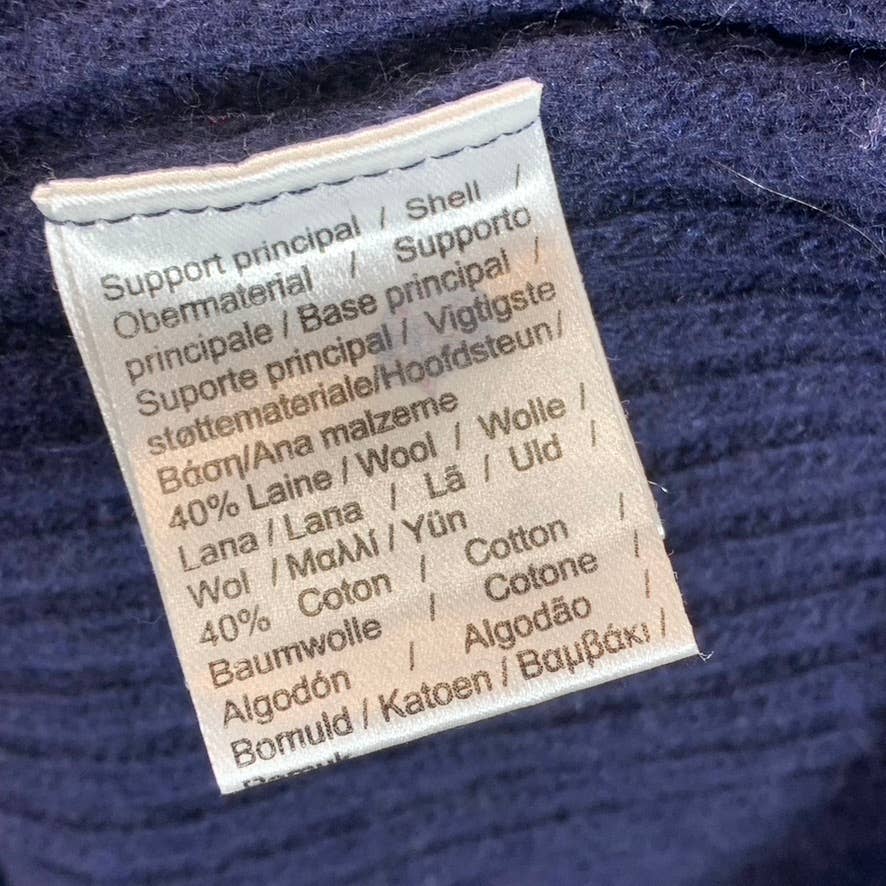 Support principal / Shell /
Obermaterial / Supporto
principale / Base principal /
Suporte principal / Vigtigste
støttemateriale/Hoofdsteun/
Βάση/Ana malzeme
40% Laine / Wool / Wolle /
Lana / Lana / Lã / Uld /
Wol / Μαλλί / Yün
40% Coton / Cotton /
Baumwolle / Cotone /
Algodón / Algodão /
Bomuld / Katoen / Βαμβάκι /